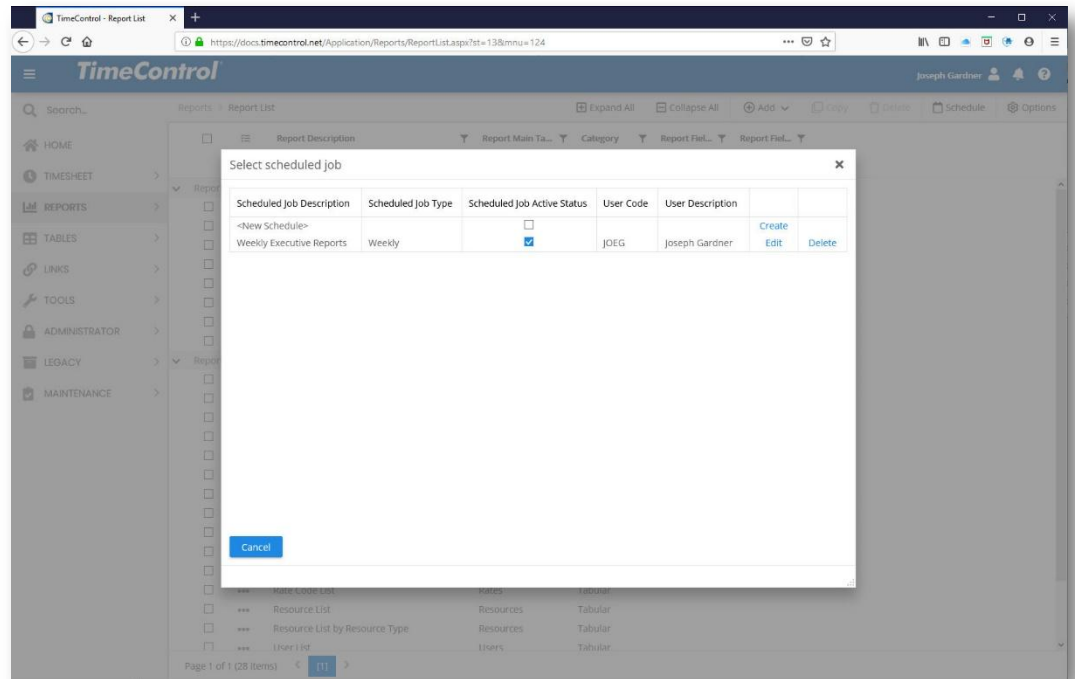 TimeControl - Report List
https://docs.timecontrol.net/Application/Reports/ReportList.aspx?st=13&mnu=124
TimeControl
Joseph Gardner
Search...
Reports > Report List
Expand All
Collapse All
Add
Copy
Delete
Schedule
Options
Report Description
Report Main Ta...
Category
Report Fiel...
Report Fiel...
HOME
TIMESHEET
REPORTS
TABLES
LINKS
TOOLS
ADMINISTRATOR
LEGACY
MAINTENANCE
Repor
Repor
Select scheduled job
Scheduled Job Description Scheduled Job Type Scheduled Job Active Status User Code User Description
<New Schedule> Create
Weekly Executive Reports Weekly JOEG Joseph Gardner Edit Delete
Cancel
Rate Code List Rates Tabular
Resource List Resources Tabular
Resource List by Resource Type Resources Tabular
User List Users Tabular
Page 1 of 1 (28 items) [1]